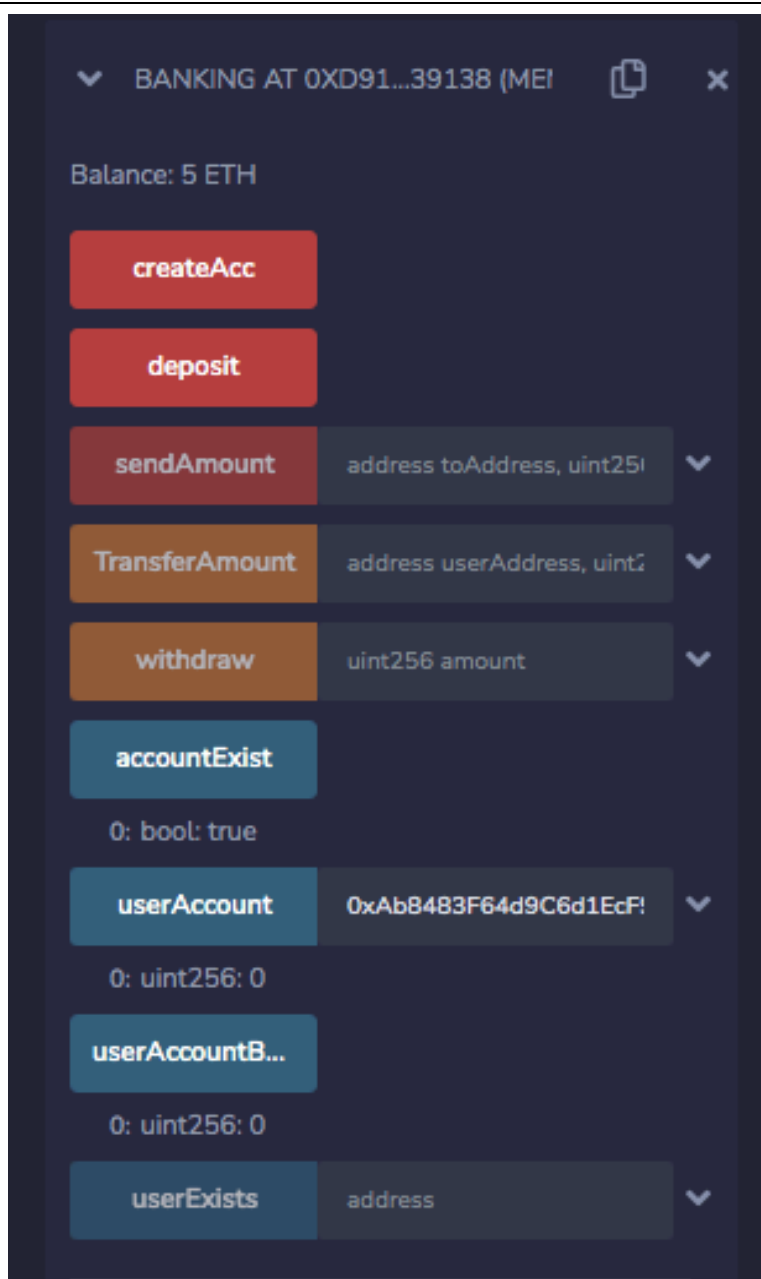 BANKING AT 0XD91...39138 (MEI
Balance: 5 ETH
createAcc
deposit
sendAmount address toAddress, uint25
TransferAmount address userAddress, uint2
withdraw uint256 amount
accountExist
0: bool: true
userAccount 0xAb8483F64d9C6d1EcF
0: uint256: 0
userAccountB...
0: uint256: 0
userExists address